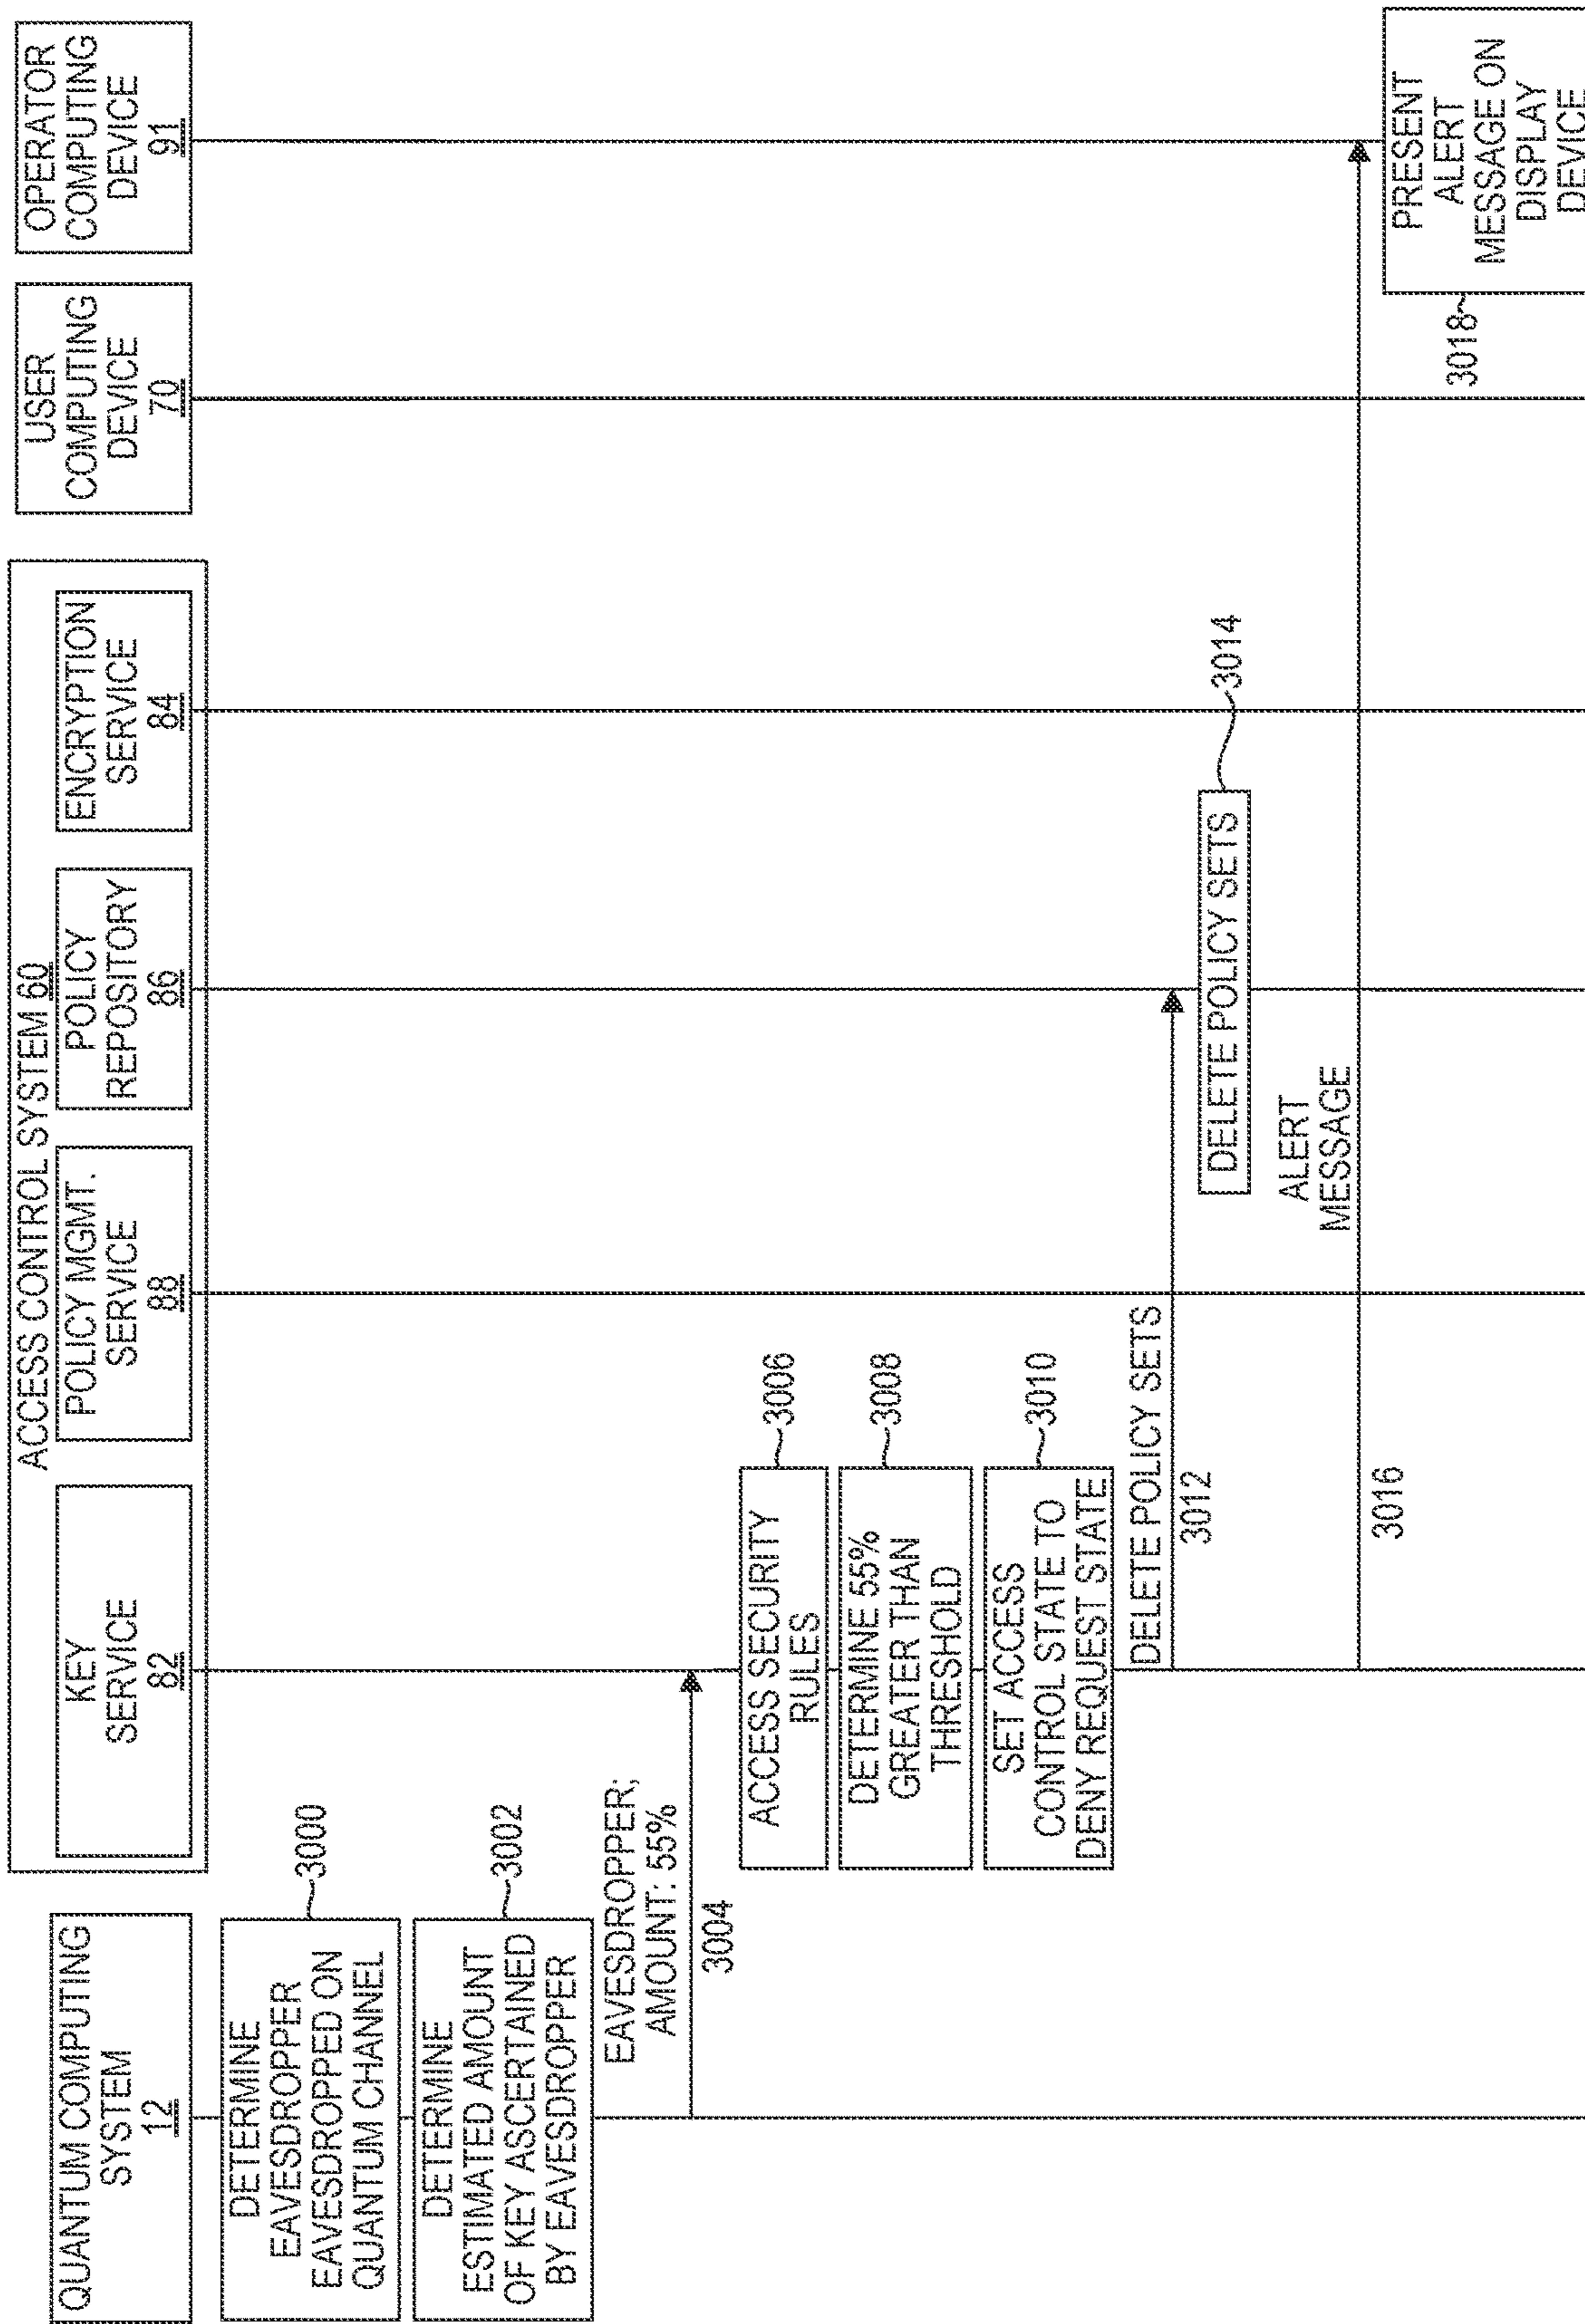 QUANTUM COMPUTING
SYSTEM
12
ACCESS CONTROL SYSTEM 60
KEY
SERVICE
82
POLICY MGMT.
SERVICE
88
POLICY
REPOSITORY
86
ENCRYPTION
SERVICE
84
USER
COMPUTING
DEVICE
70
OPERATOR
COMPUTING
DEVICE
91
DETERMINE
EAVESDROPPER
EAVESDROPPED ON
QUANTUM CHANNEL
3000
DETERMINE
ESTIMATED AMOUNT
OF KEY ASCERTAINED
BY EAVESDROPPER
3002
EAVESDROPPER;
AMOUNT: 55%
3004
ACCESS SECURITY
RULES
3006
DETERMINE 55%
GREATER THAN
THRESHOLD
3008
SET ACCESS
CONTROL STATE TO
DENY REQUEST STATE
3010
DELETE POLICY SETS
3012
DELETE POLICY SETS
3014
ALERT
MESSAGE
3016
PRESENT
ALERT
MESSAGE ON
DISPLAY
DEVICE
3018